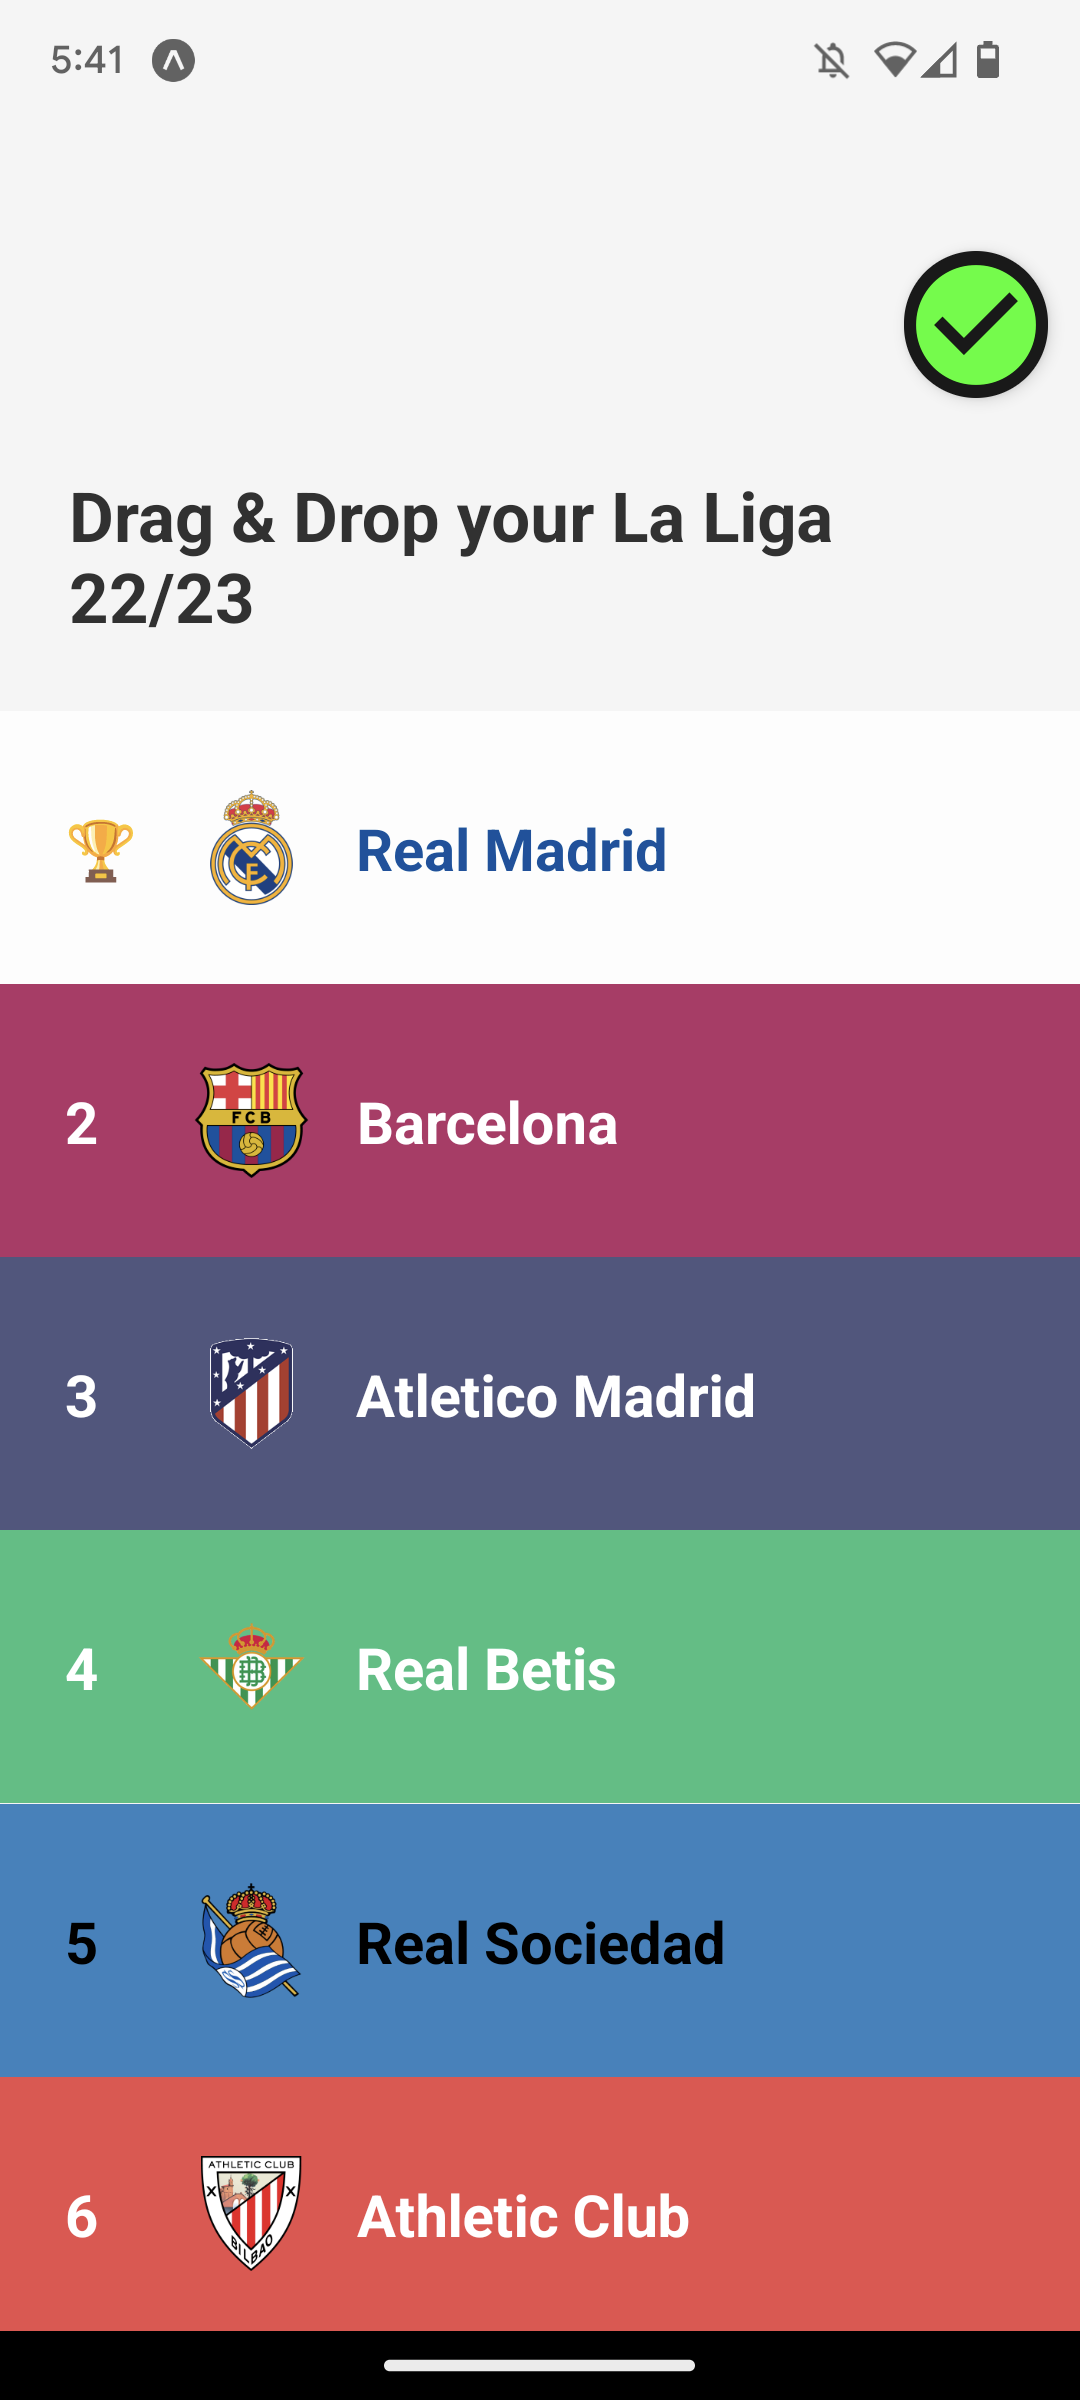 5:41
Drag & Drop your La Liga
22/23
Real Madrid
2
FCB
Barcelona
3
Atletico Madrid
4
Real Betis
5
Real Sociedad
6
ATHLETIC CLUB
BILBAO
Athletic Club